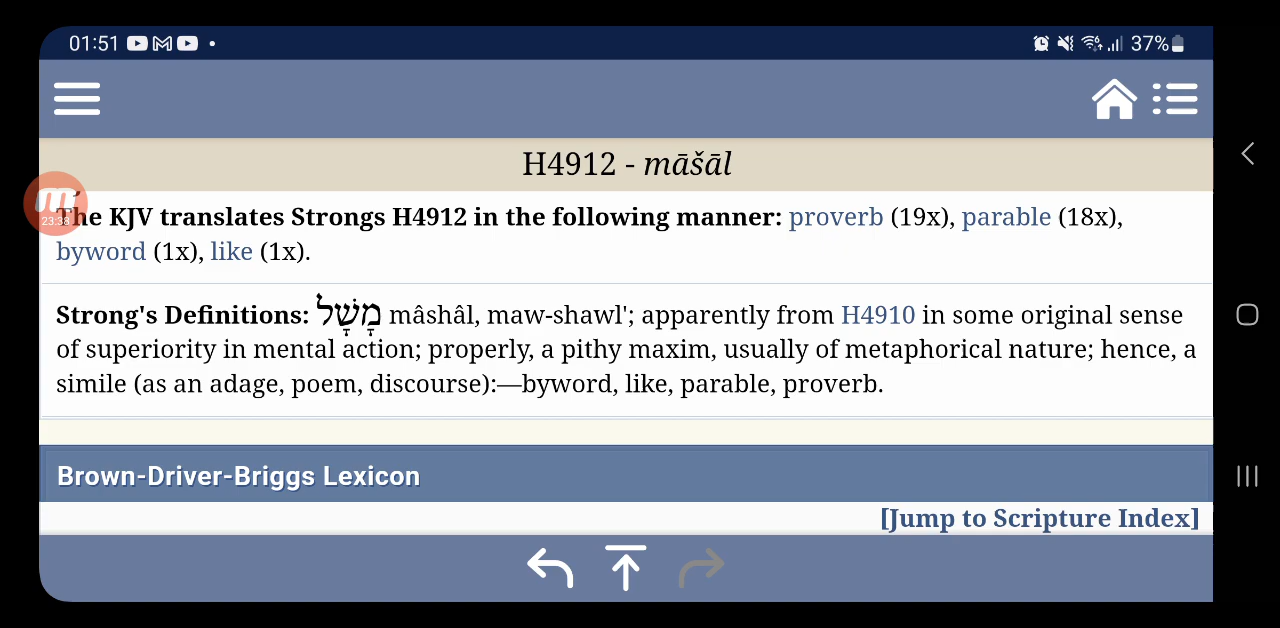 01:51 37%
H4912 - māšāl
23:38
The KJV translates Strongs H4912 in the following manner: proverb (19x), parable (18x),
byword (1x), like (1x).
Strong's Definitions: מָשָׁל mâshâl, maw-shawl'; apparently from H4910 in some original sense
of superiority in mental action; properly, a pithy maxim, usually of metaphorical nature; hence, a
simile (as an adage, poem, discourse):—byword, like, parable, proverb.
Brown-Driver-Briggs Lexicon
[Jump to Scripture Index]